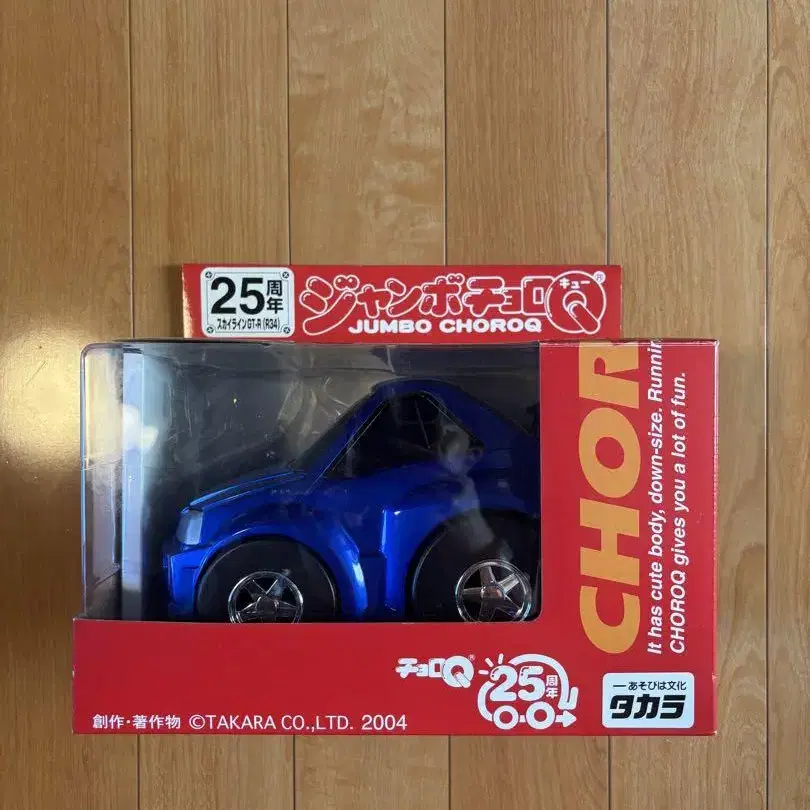 25周年
スカイラインGT-R (R34)
ジャンボチョロQ
キュー
®
JUMBO CHOROQ
CHOR
It has cute body, down-size. Runnin
CHOROQ gives you a lot of fun.
チョロQ®
25周年
創作・著作物 ©TAKARA CO.,LTD. 2004
あそびは文化
タカラ